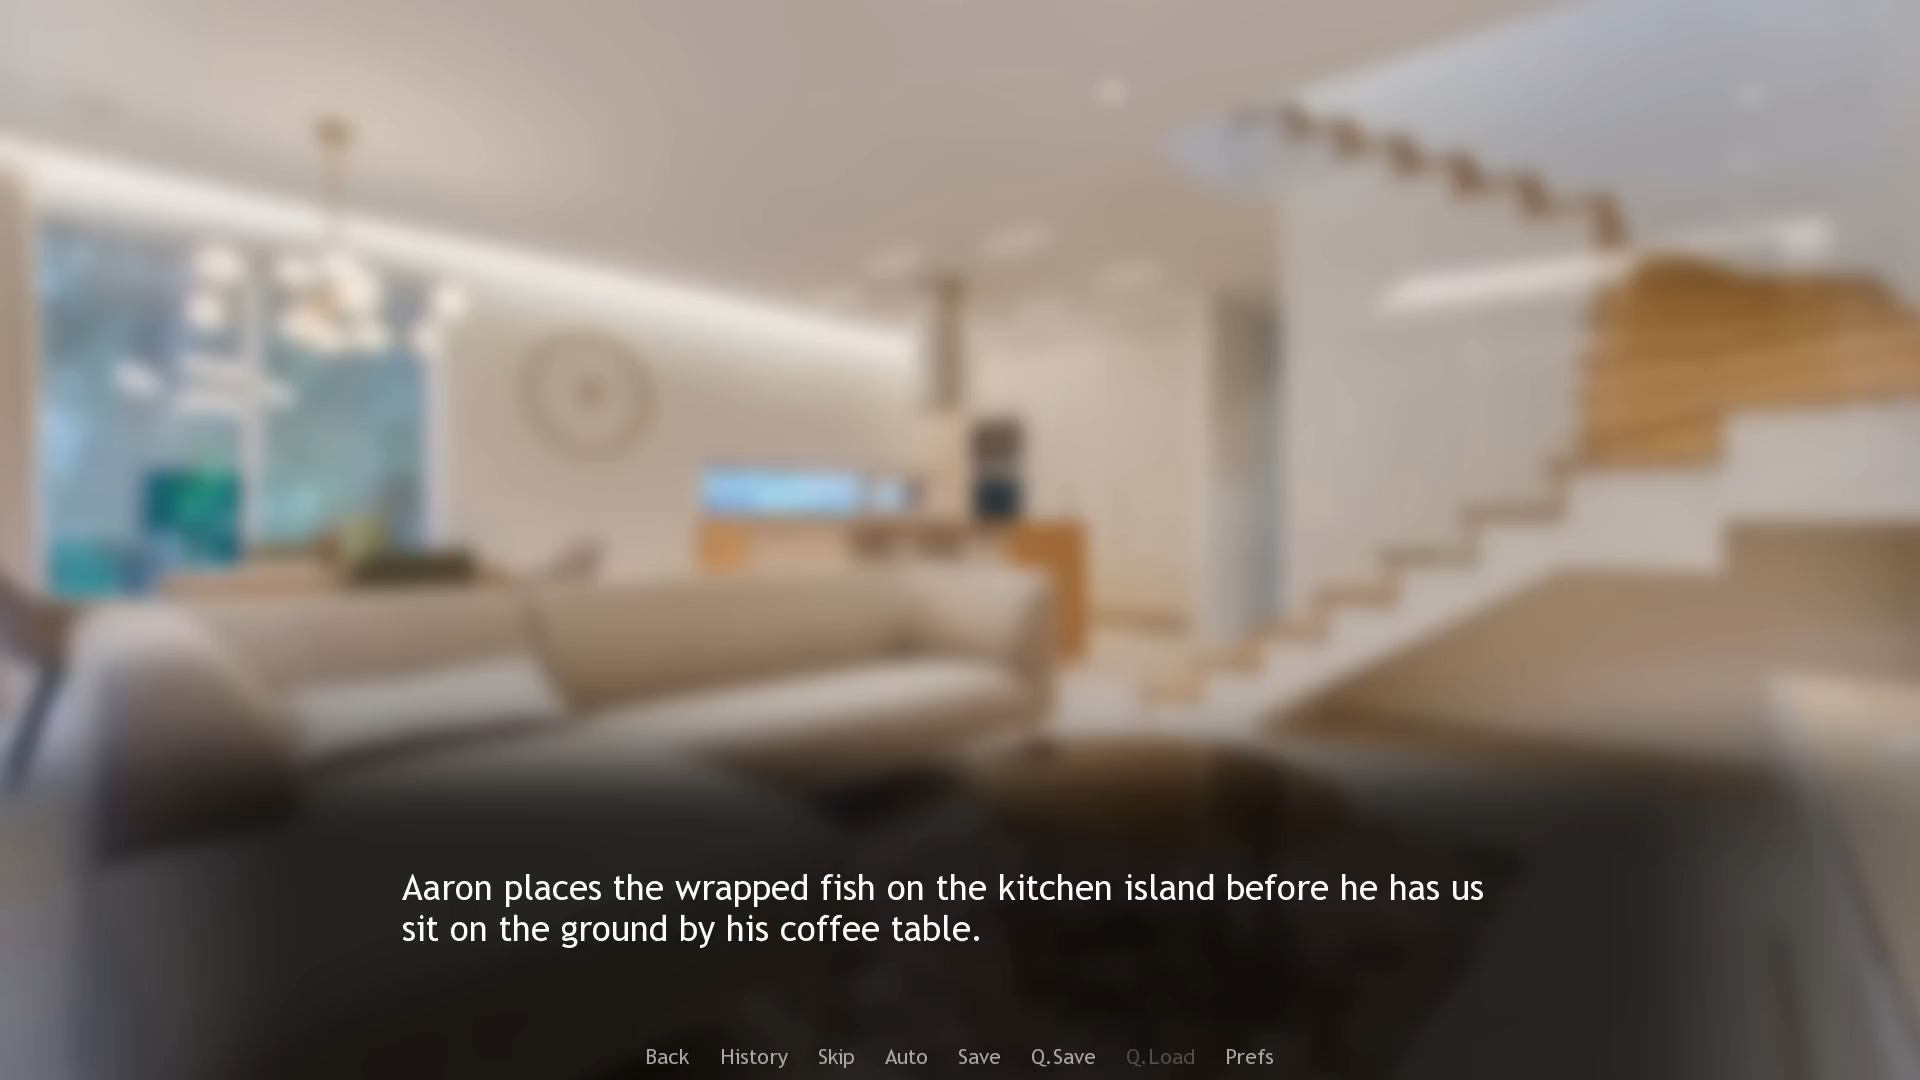 Aaron places the wrapped fish on the kitchen island before he has us
sit on the ground by his coffee table.
Back History Skip Auto Save Q.Save Q.Load Prefs